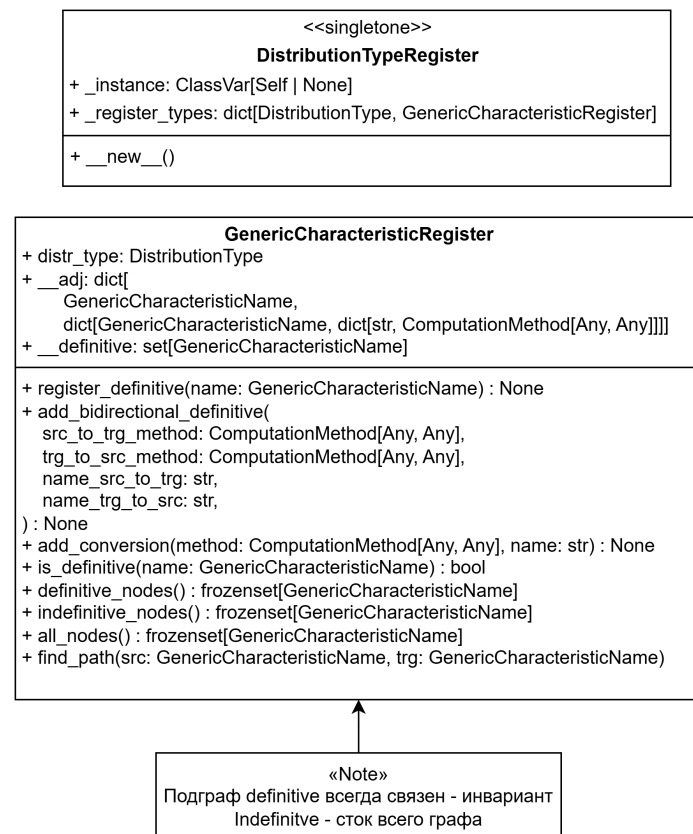 <<singletone>>
DistributionTypeRegister
+ _instance: ClassVar[Self | None]
+ _register_types: dict[DistributionType, GenericCharacteristicRegister]
+ __new__()
GenericCharacteristicRegister
+ distr_type: DistributionType
+ __adj: dict[
GenericCharacteristicName,
dict[GenericCharacteristicName, dict[str, ComputationMethod[Any, Any]]]]
+ __definitive: set[GenericCharacteristicName]
+ register_definitive(name: GenericCharacteristicName) : None
+ add_bidirectional_definitive(
src_to_trg_method: ComputationMethod[Any, Any],
trg_to_src_method: ComputationMethod[Any, Any],
name_src_to_trg: str,
name_trg_to_src: str,
) : None
+ add_conversion(method: ComputationMethod[Any, Any], name: str) : None
+ is_definitive(name: GenericCharacteristicName) : bool
+ definitive_nodes() : frozenset[GenericCharacteristicName]
+ indefinitive_nodes() : frozenset[GenericCharacteristicName]
+ all_nodes() : frozenset[GenericCharacteristicName]
+ find_path(src: GenericCharacteristicName, trg: GenericCharacteristicName)
«Note»
Подграф definitive всегда связен - инвариант
Indefinitve - сток всего графа